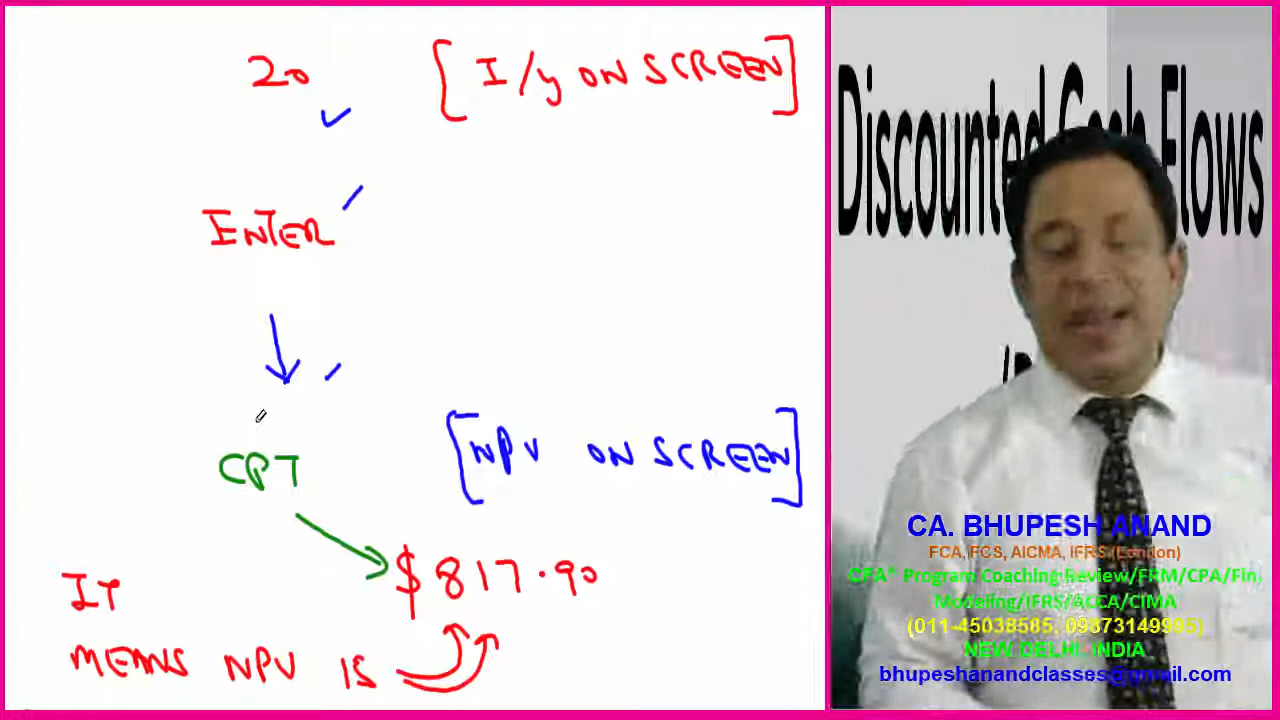 20 [I/y ON SCREEN]
ENTER
CPT [NPV ON SCREEN]
$817.90
IT
MEANS NPV IS
Discounted Cash Flows
CA. BHUPESH ANAND
FCA, FCS, AICMA, IFRS (London)
CFA* Program Coaching Review/FRM/CPA/Fin.
Modeling/IFRS/ACCA/CIMA
(011-45038585, 09873149995)
NEW DELHI-INDIA
bhupeshanandclasses@gmail.com